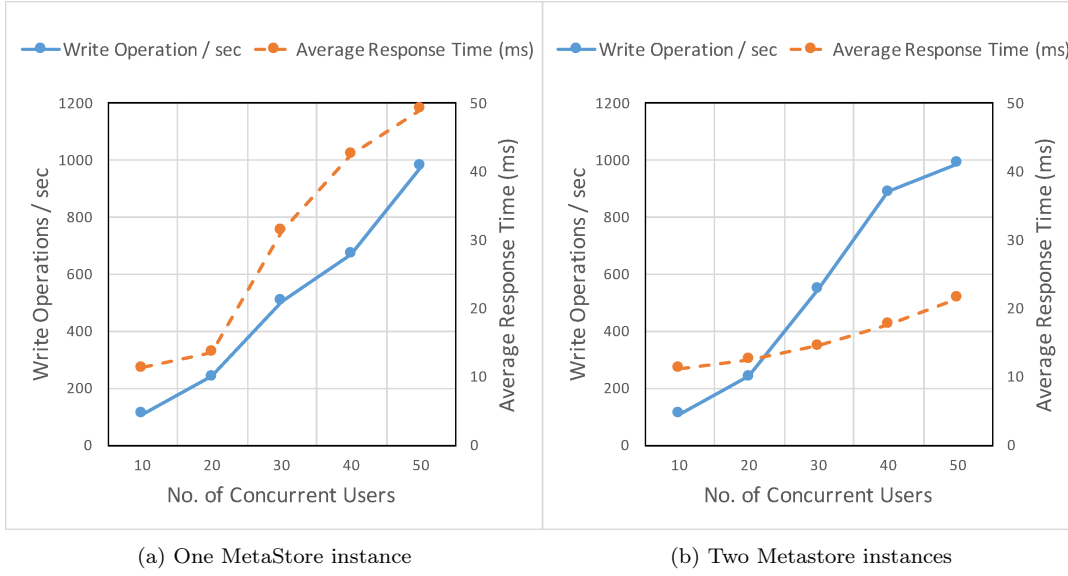 Write Operation / sec Average Response Time (ms)
1200
1000
800
600
400
200
0
50
40
30
20
10
0
Write Operations / sec
Average Response Time (ms)
10 20 30 40 50
No. of Concurrent Users
(a) One MetaStore instance
Write Operation / sec Average Response Time (ms)
1200
1000
800
600
400
200
0
50
40
30
20
10
0
Write Operations / sec
Average Response Time (ms)
10 20 30 40 50
No. of Concurrent Users
(b) Two Metastore instances